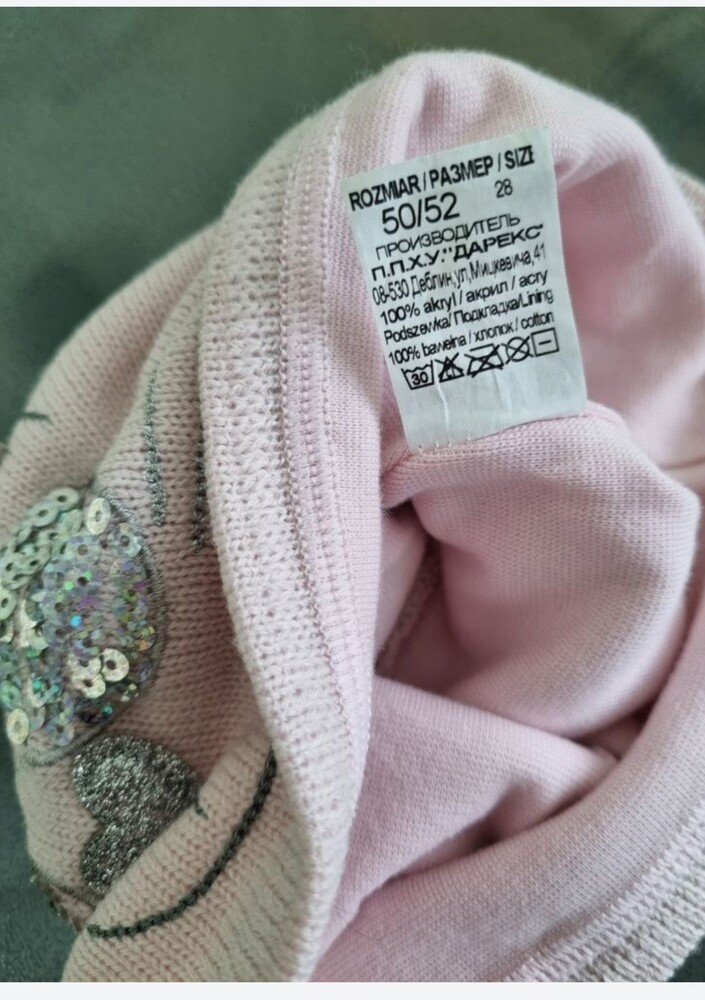 ROZMIAR / РАЗМЕР / SIZE
50/52 28
ПРОИЗВОДИТЕЛЬ
П.П.Х.У."ДАРЕКС"
08-530 Деблин,ул,Мицкевича,41
100% akryl / акрил / acry
Podszewka/ Подкладка/Lining
100% bawełna / хлопок / cotton
30